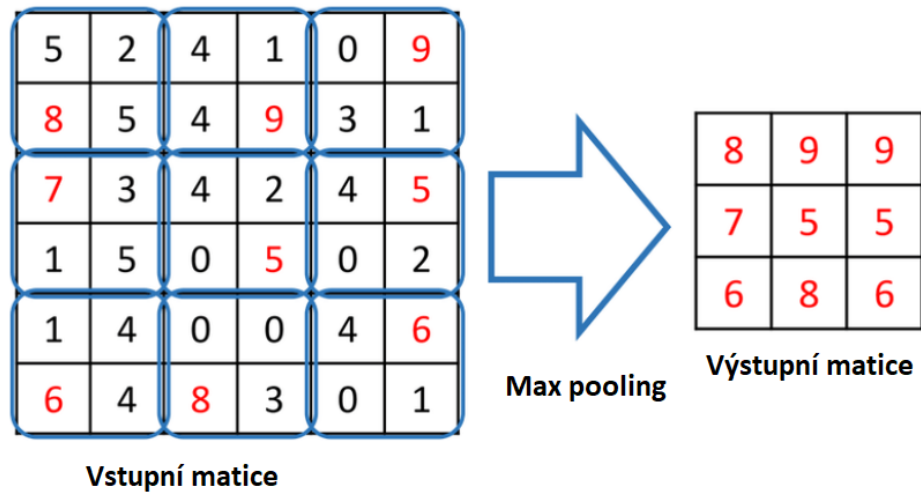 5 2 4 1 0 9
8 5 4 9 3 1
7 3 4 2 4 5
1 5 0 5 0 2
1 4 0 0 4 6
6 4 8 3 0 1
Vstupní matice
Max pooling
8 9 9
7 5 5
6 8 6
Výstupní matice